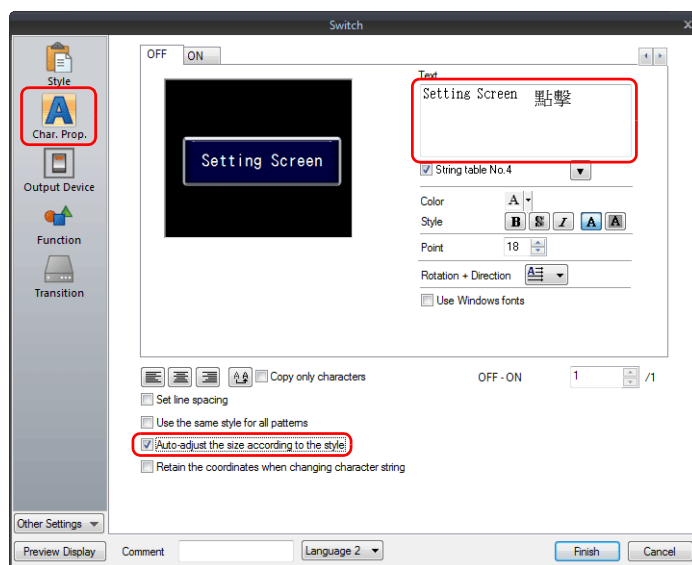 Switch
Style
Char. Prop.
Output Device
Function
Transition
Other Settings
Preview Display
OFF
ON
Setting Screen
Text
Setting Screen 點擊
String table No.4
Color
A
Style
B S I A A
Point
18
Rotation + Direction
A
Use Windows fonts
Copy only characters
OFF - ON
1
/1
Set line spacing
Use the same style for all patterns
Auto-adjust the size according to the style
Retain the coordinates when changing character string
Comment
Language 2
Finish
Cancel